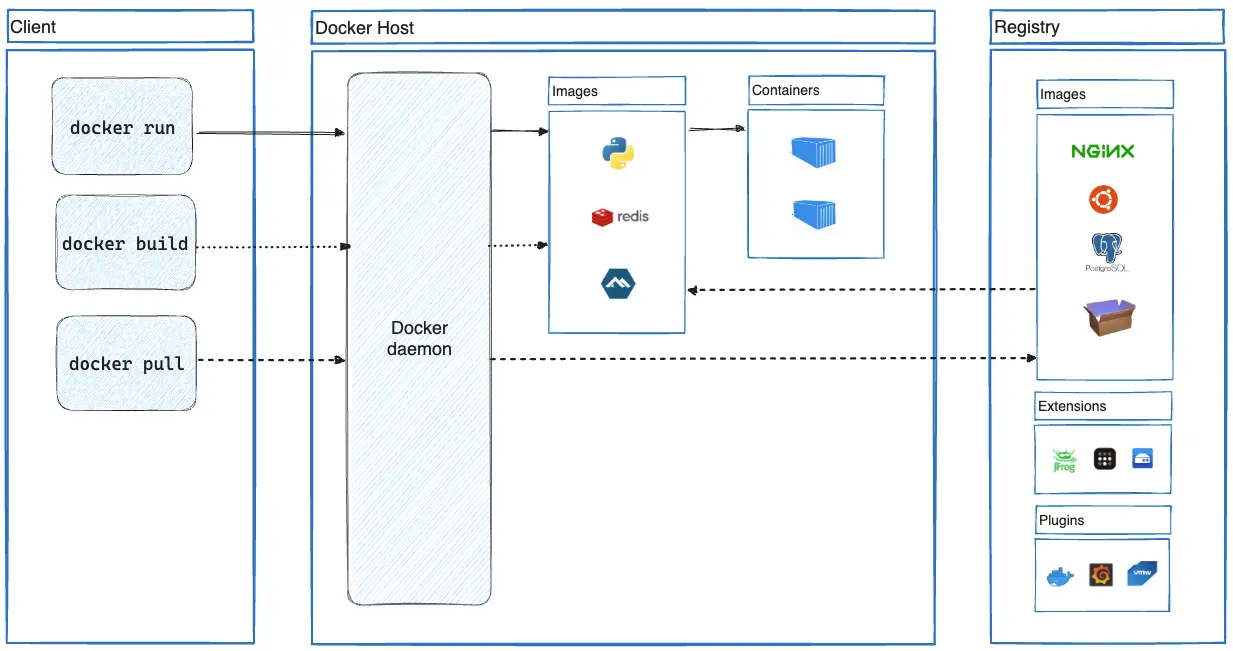 Client
docker run
docker build
docker pull
Docker Host
Docker
daemon
Images
redis
Containers
Registry
Images
NGINX
PostgreSQL
Extensions
JFrog
Plugins
vmw